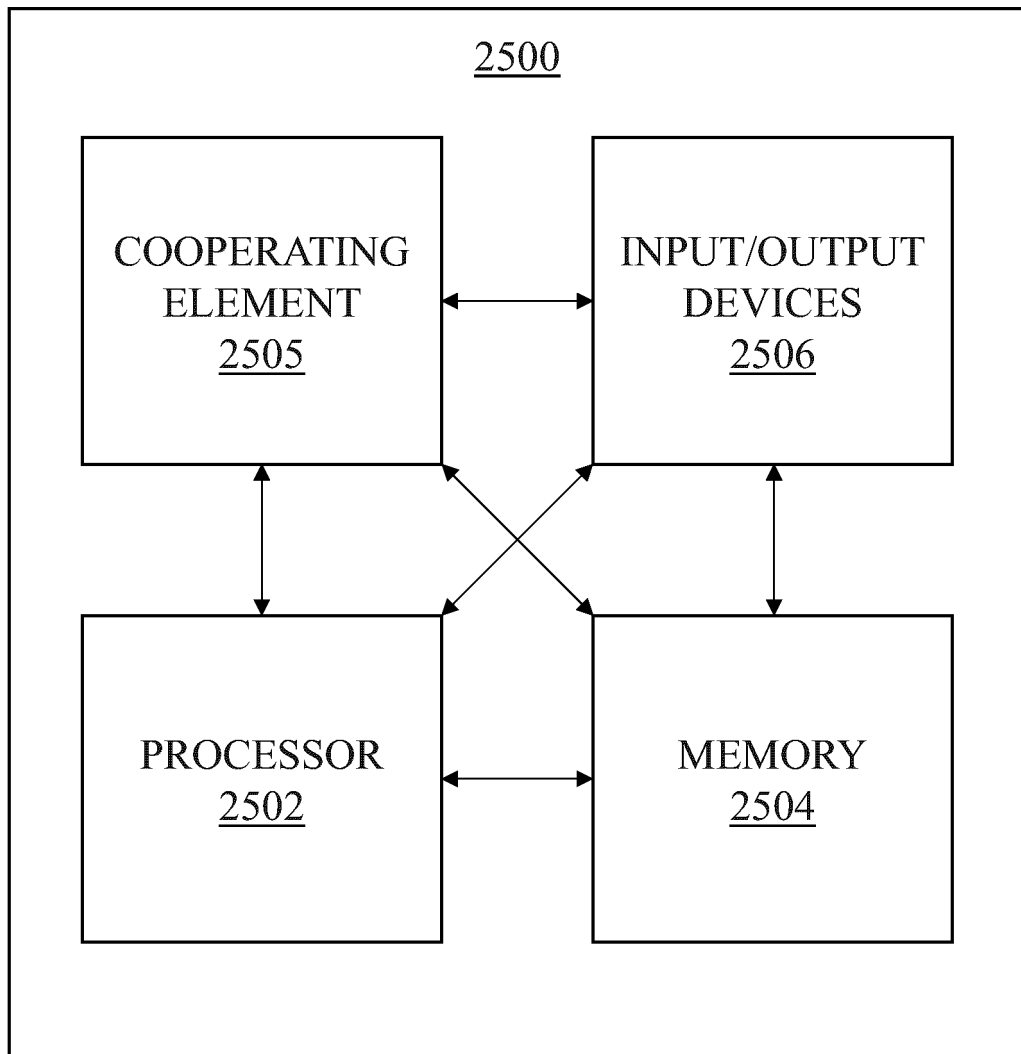 2500
COOPERATING
ELEMENT
2505
INPUT/OUTPUT
DEVICES
2506
PROCESSOR
2502
MEMORY
2504